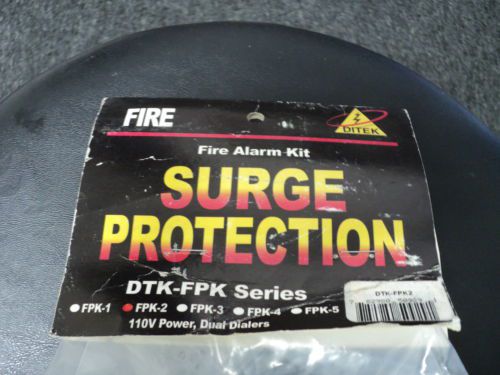 FIRE
DITEK
Fire Alarm Kit
SURGE
PROTECTION
DTK-FPK Series
FPK-1 FPK-2 FPK-3 FPK-4 FPK-5
110V Power, Dual Dialers
DTK-FPK2